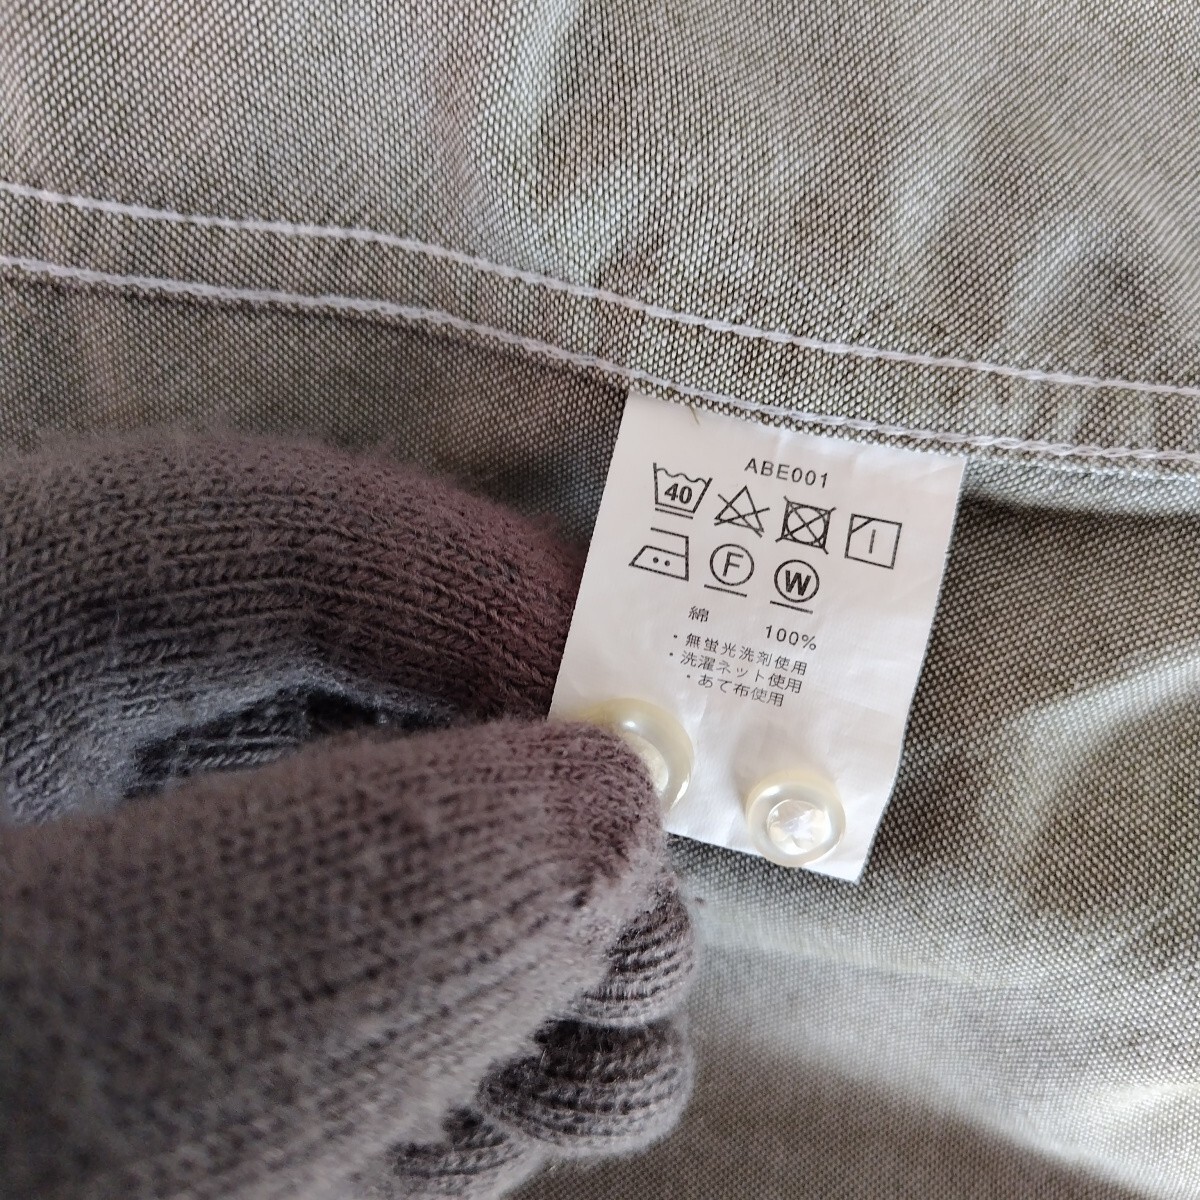 ABE001
40
F W
綿 100%
・無蛍光洗剤使用
・洗濯ネット使用
・あて布使用